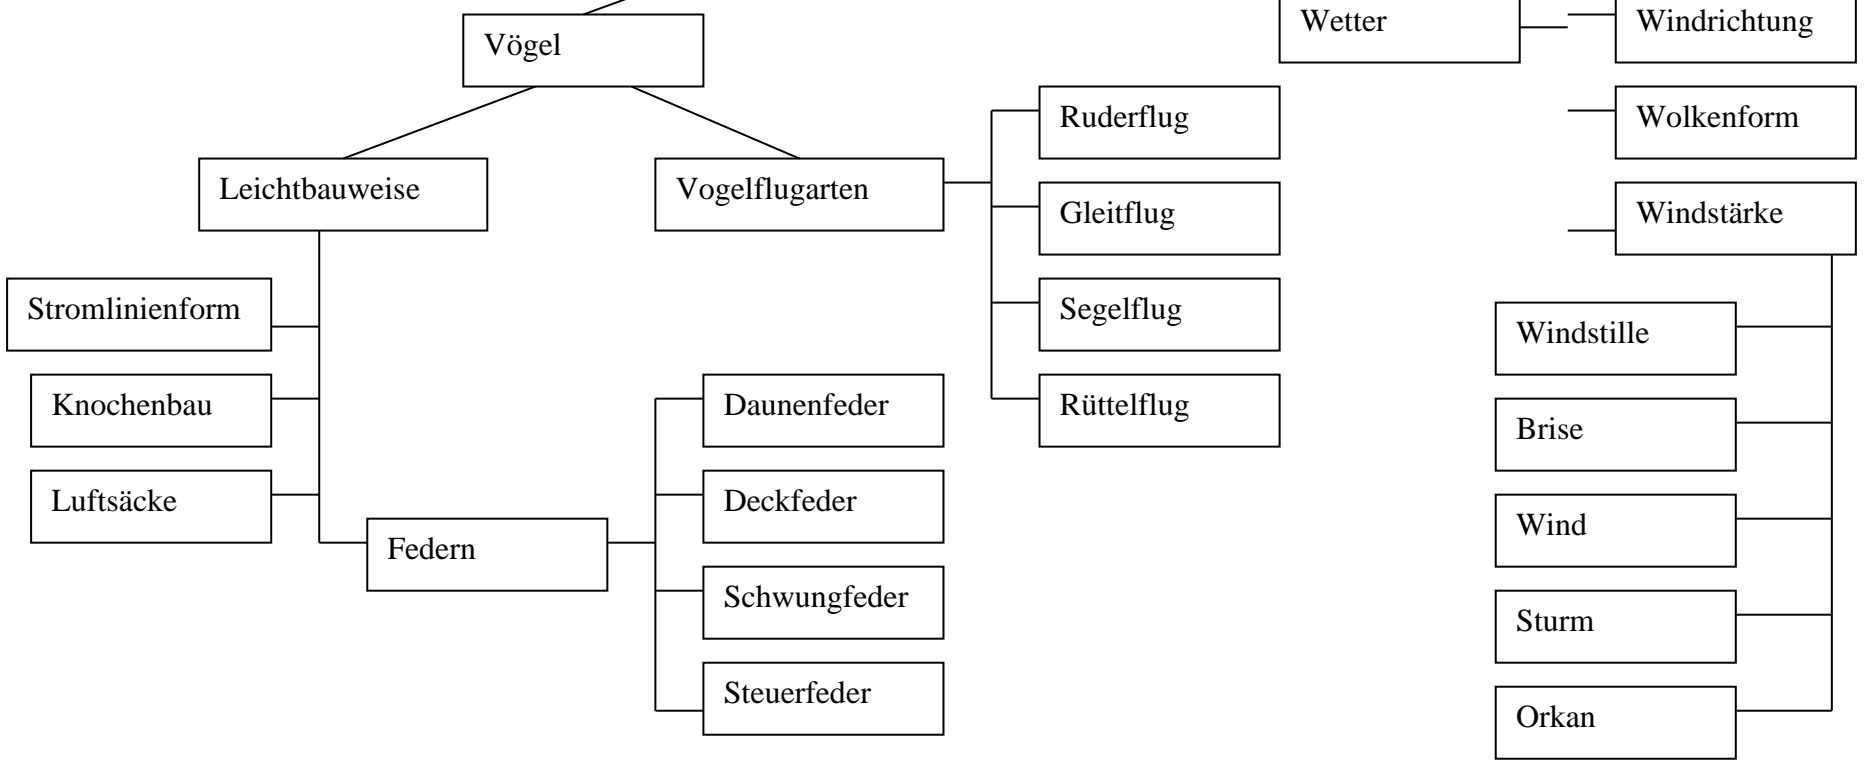 Vögel
Wetter
Windrichtung
Ruderflug
Wolkenform
Leichtbauweise
Vogelflugarten
Gleitflug
Windstärke
Stromlinienform
Segelflug
Windstille
Knochenbau
Daunenfeder
Rüttelflug
Brise
Luftsäcke
Deckfeder
Wind
Federn
Schwungfeder
Sturm
Steuerfeder
Orkan